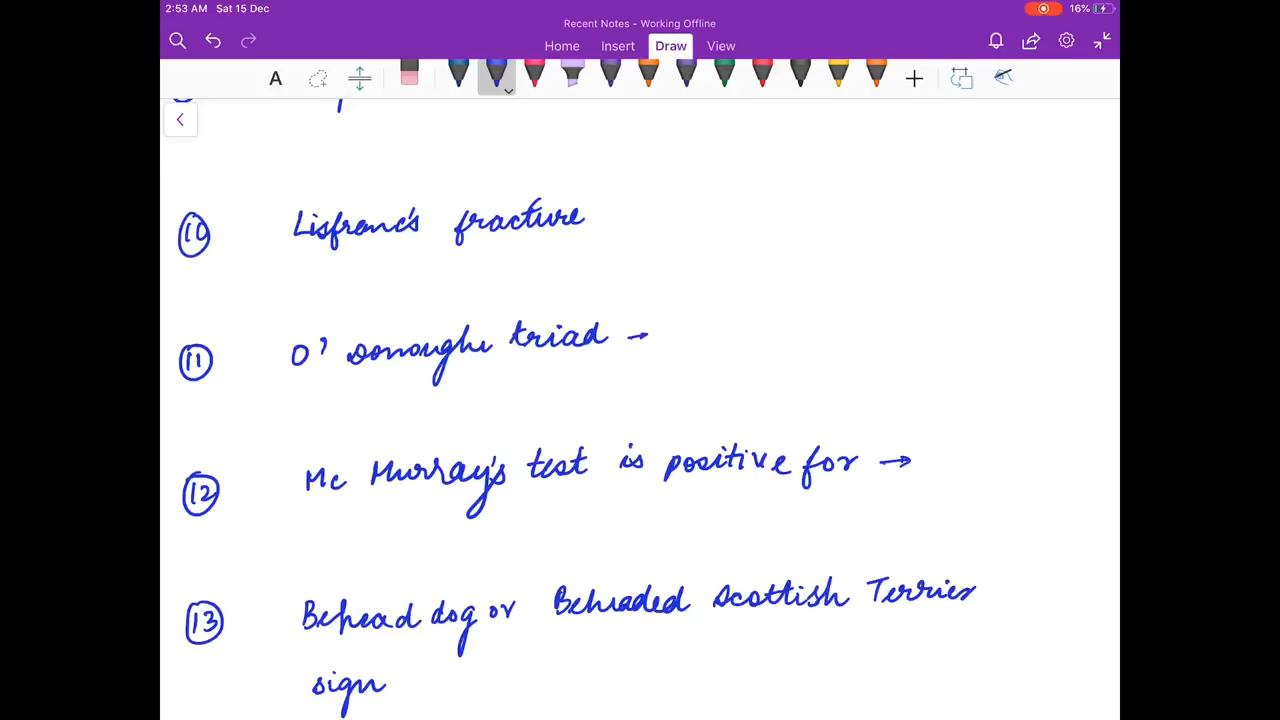 2:53 AM Sat 15 Dec
16%
Recent Notes - Working Offline
Home Insert Draw View
A
10 Lisfranc's fracture
11 O' Donoughe triad →
12 Mc Murray's test is positive for →
13 Behead dog or Beheaded Scottish Terrier
sign